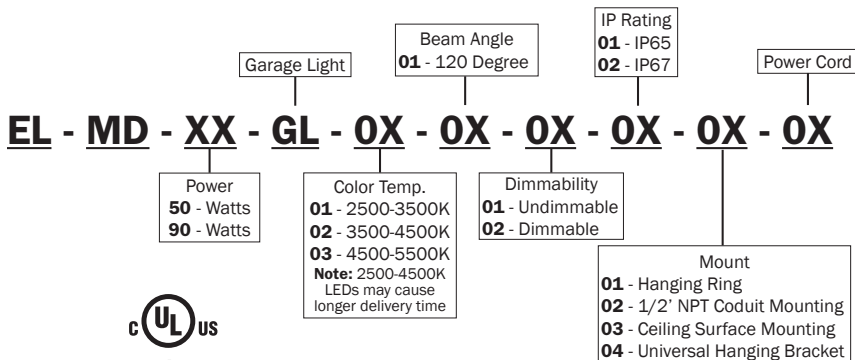 IP Rating
01 - IP65
02 - IP67
Beam Angle
01 - 120 Degree
Garage Light
Power Cord
EL - MD - XX - GL - 0X - 0X - 0X - 0X - 0X - 0X
Power
50 - Watts
90 - Watts
Color Temp.
01 - 2500-3500K
02 - 3500-4500K
03 - 4500-5500K
Note: 2500-4500K
LEDs may cause
longer delivery time
Dimmability
01 - Undimmable
02 - Dimmable
Mount
01 - Hanging Ring
02 - 1/2' NPT Coduit Mounting
03 - Ceiling Surface Mounting
04 - Universal Hanging Bracket
C UL US